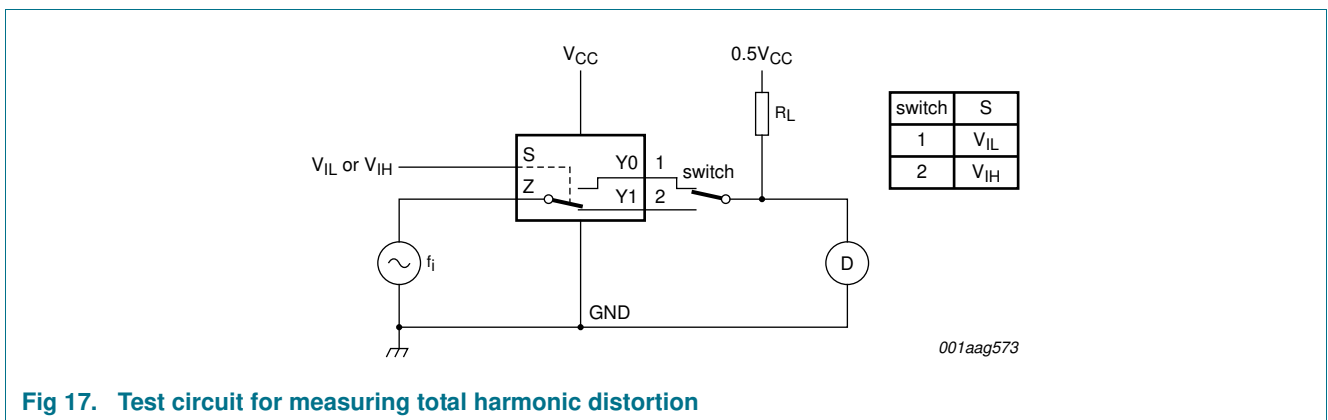 VCC
0.5VCC
RL
switch S
1 VIL
2 VIH
VIL or VIH
S
Z
Y0
Y1
1
2
switch
fi
D
GND
001aag573
Fig 17. Test circuit for measuring total harmonic distortion